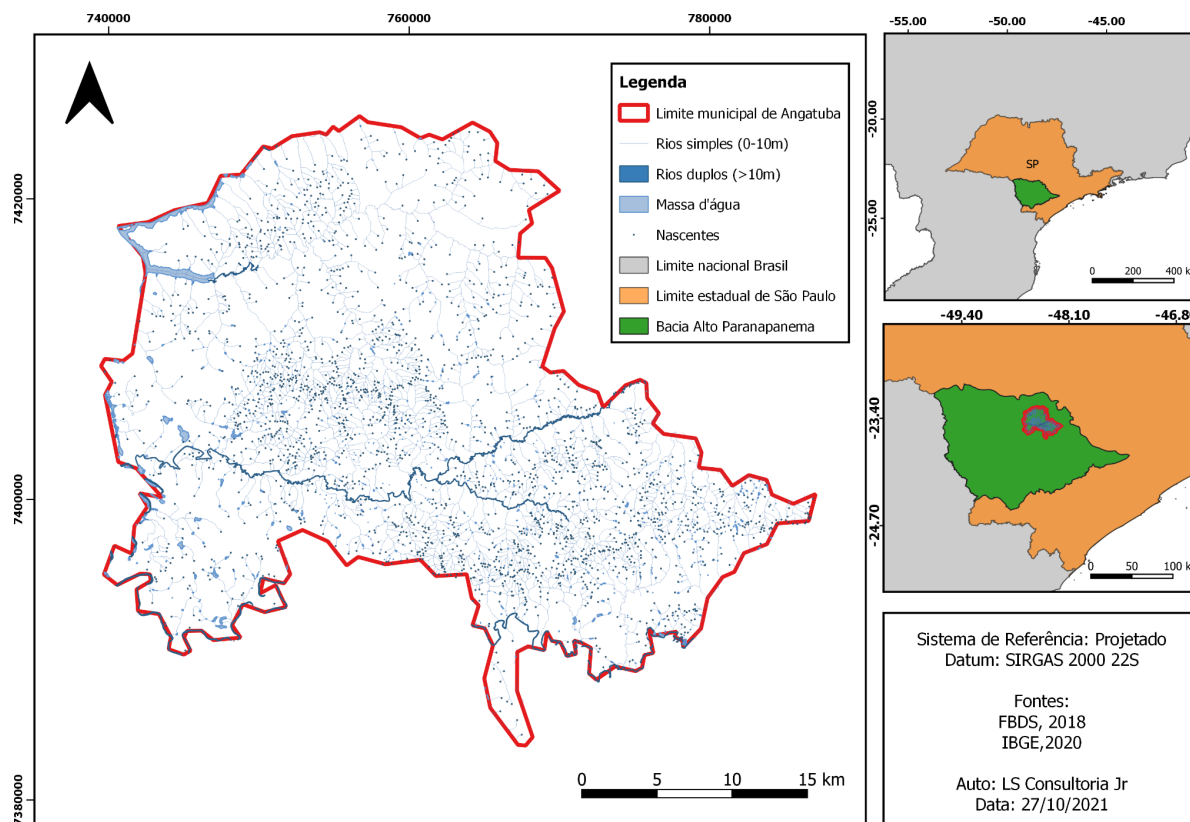 740000
760000
780000
7420000
7400000
7380000
Legenda
Limite municipal de Angatuba
Rios simples (0-10m)
Rios duplos (>10m)
Massa d'água
Nascentes
Limite nacional Brasil
Limite estadual de São Paulo
Bacia Alto Paranapanema
0 5 10 15 km
-55.00
-50.00
-45.00
-20.00
-25.00
SP
0 200 400 k
-49.40
-48.10
-46.80
-23.40
-24.70
0 50 100 k
Sistema de Referência: Projetado
Datum: SIRGAS 2000 22S
Fontes:
FBDS, 2018
IBGE,2020
Auto: LS Consultoria Jr
Data: 27/10/2021